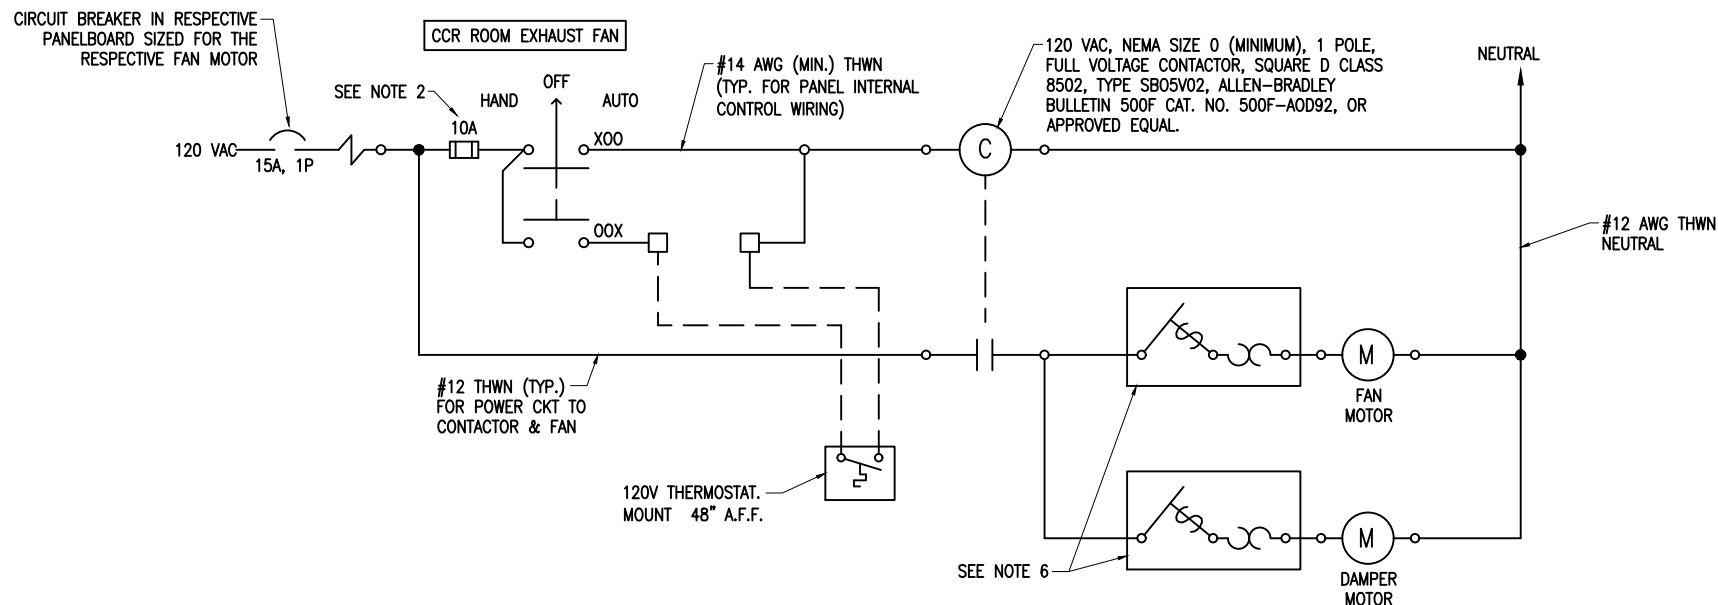 CIRCUIT BREAKER IN RESPECTIVE
PANELBOARD SIZED FOR THE
RESPECTIVE FAN MOTOR
CCR ROOM EXHAUST FAN
SEE NOTE 2
HAND
OFF
AUTO
#14 AWG (MIN.) THWN
(TYP. FOR PANEL INTERNAL
CONTROL WIRING)
120 VAC, NEMA SIZE 0 (MINIMUM), 1 POLE,
FULL VOLTAGE CONTACTOR, SQUARE D CLASS
8502, TYPE SBO5V02, ALLEN-BRADLEY
BULLETIN 500F CAT. NO. 500F-AOD92, OR
APPROVED EQUAL.
NEUTRAL
120 VAC
15A, 1P
10A
XOO
C
OOX
#12 AWG THWN
NEUTRAL
#12 THWN (TYP.)
FOR POWER CKT TO
CONTACTOR & FAN
M
FAN
MOTOR
120V THERMOSTAT.
MOUNT 48" A.F.F.
SEE NOTE 6
M
DAMPER
MOTOR